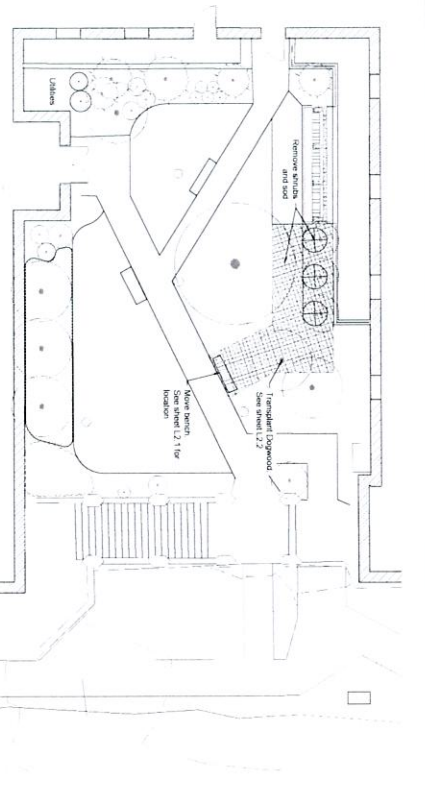 Utilities
Remove shrubs
and sod
Transplant Dogwood
See sheet L2.2
Move bench
See sheet L2.1 for
location